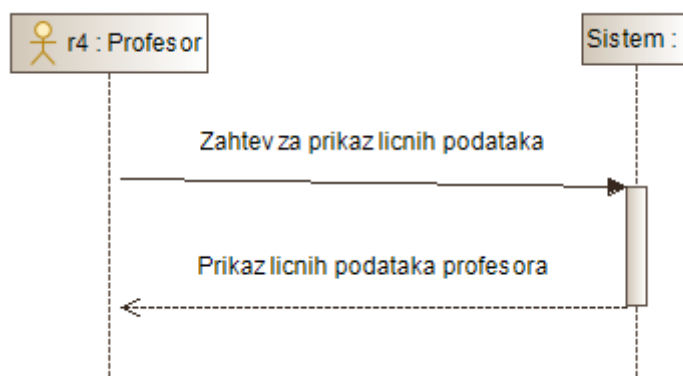 r4 : Profesor
Sistem :
Zahtev za prikaz licnih podataka
Prikaz licnih podataka profesora